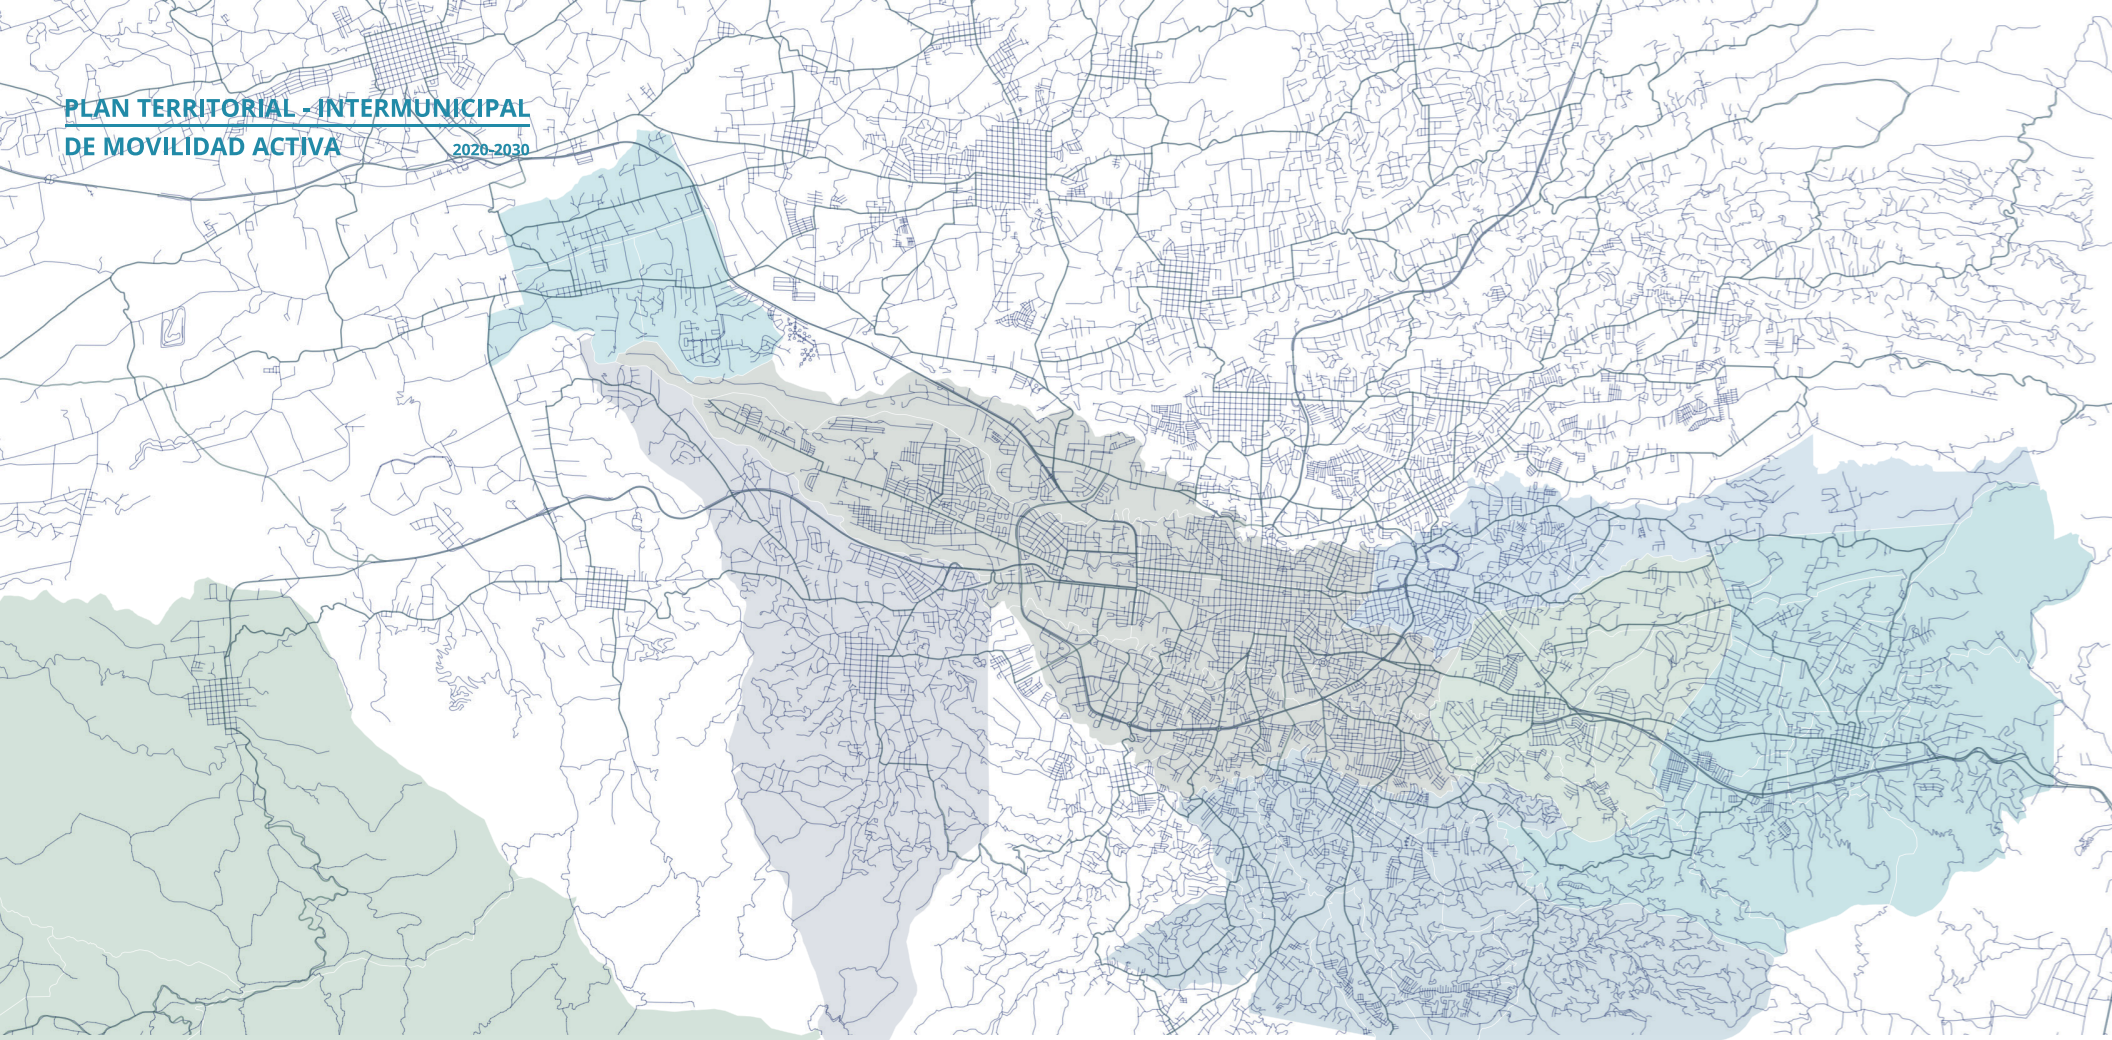 PLAN TERRITORIAL - INTERMUNICIPAL
DE MOVILIDAD ACTIVA 2020-2030